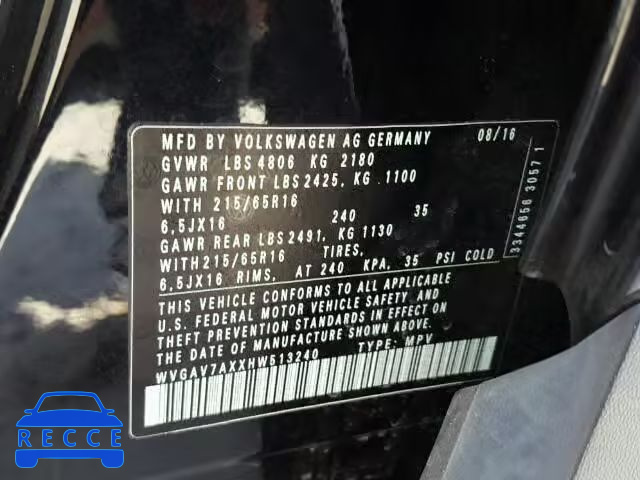 MFD BY VOLKSWAGEN AG GERMANY 08/16
GVWR LBS 4806 KG 2180
GAWR FRONT LBS 2425, KG 1100
WITH 215/65R16
6,5JX16 240 35
GAWR REAR LBS 2491, KG 1130
WITH 215/65R16 TIRES,
6,5JX16 RIMS, AT 240 KPA, 35 PSI COLD
THIS VEHICLE CONFORMS TO ALL APPLICABLE
U.S. FEDERAL MOTOR VEHICLE SAFETY, AND
THEFT PREVENTION STANDARDS IN EFFECT ON
THE DATE OF MANUFACTURE SHOWN ABOVE.
WVGAV7AXXHW513240 TYPE: MPV
3344656 3057 1
RECCE